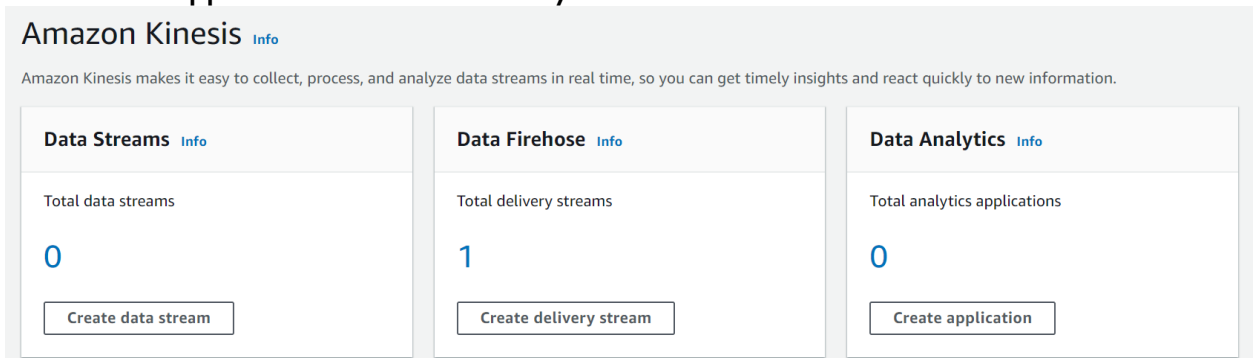 Amazon Kinesis Info
Amazon Kinesis makes it easy to collect, process, and analyze data streams in real time, so you can get timely insights and react quickly to new information.
Data Streams Info
Total data streams
0
Create data stream
Data Firehose Info
Total delivery streams
1
Create delivery stream
Data Analytics Info
Total analytics applications
0
Create application